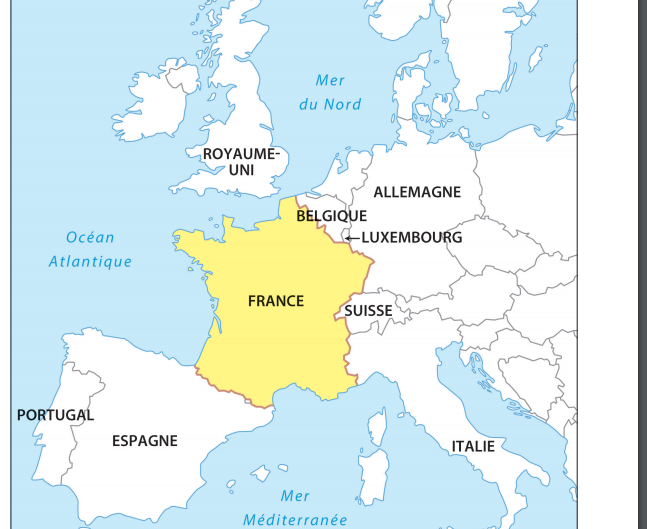 Mer
du Nord
ROYAUME-
UNI
ALLEMAGNE
BELGIQUE
LUXEMBOURG
Océan
Atlantique
FRANCE
SUISSE
PORTUGAL
ESPAGNE
ITALIE
Mer
Méditerranée